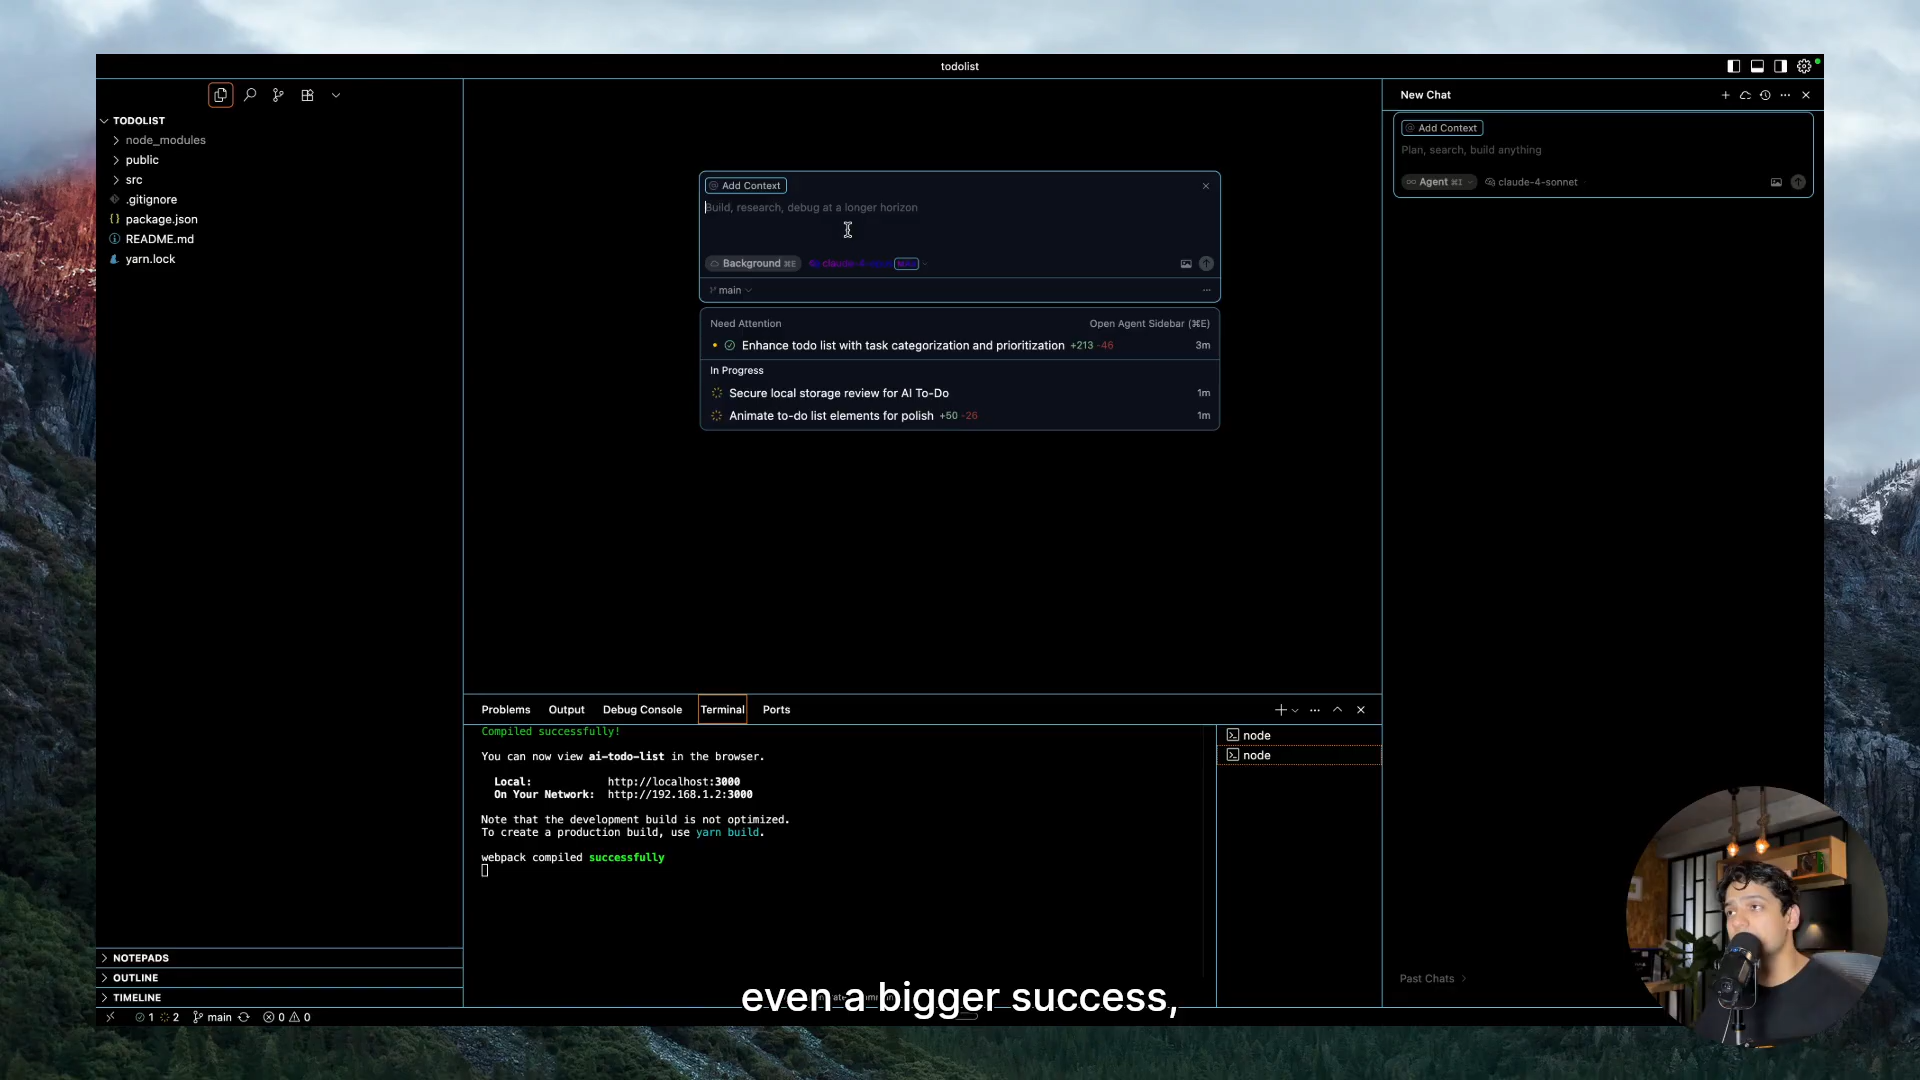 todolist
TODOLIST
node_modules
public
src
.gitignore
package.json
README.md
yarn.lock
NOTEPADS
OUTLINE
TIMELINE
Add Context
Build, research, debug at a longer horizon
Background ⌘E
main
Need Attention Open Agent Sidebar (⌘E)
Enhance todo list with task categorization and prioritization +213 -46 3m
In Progress
Secure local storage review for AI To-Do 1m
Animate to-do list elements for polish +50 -26 1m
Problems Output Debug Console Terminal Ports
Compiled successfully!
You can now view ai-todo-list in the browser.
Local: http://localhost:3000
On Your Network: http://192.168.1.2:3000
Note that the development build is not optimized.
To create a production build, use yarn build.
webpack compiled successfully
node
node
New Chat
Add Context
Plan, search, build anything
Agent ⌘I claude-4-sonnet
Past Chats
even a bigger success,
1 2 main 0 0